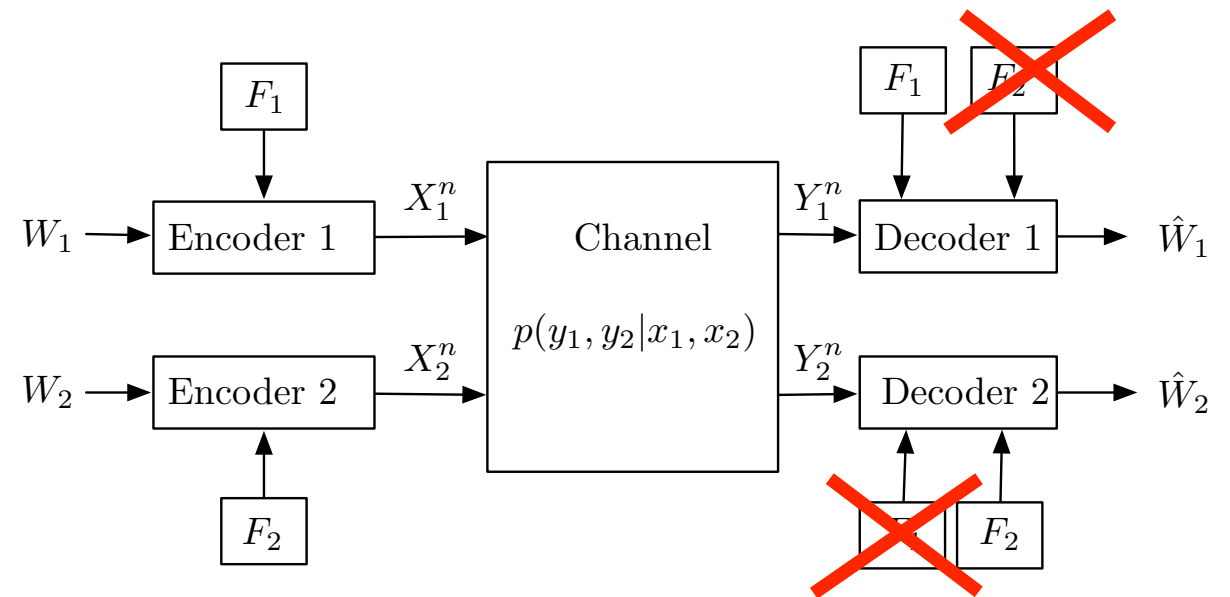 F₁ F₂
F₁
X₁ⁿ Y₁ⁿ
W₁ Encoder 1 Channel Decoder 1 Ŵ₁
p(y₁, y₂|x₁, x₂)
X₂ⁿ Y₂ⁿ
W₂ Encoder 2 Decoder 2 Ŵ₂
F₂ F₂